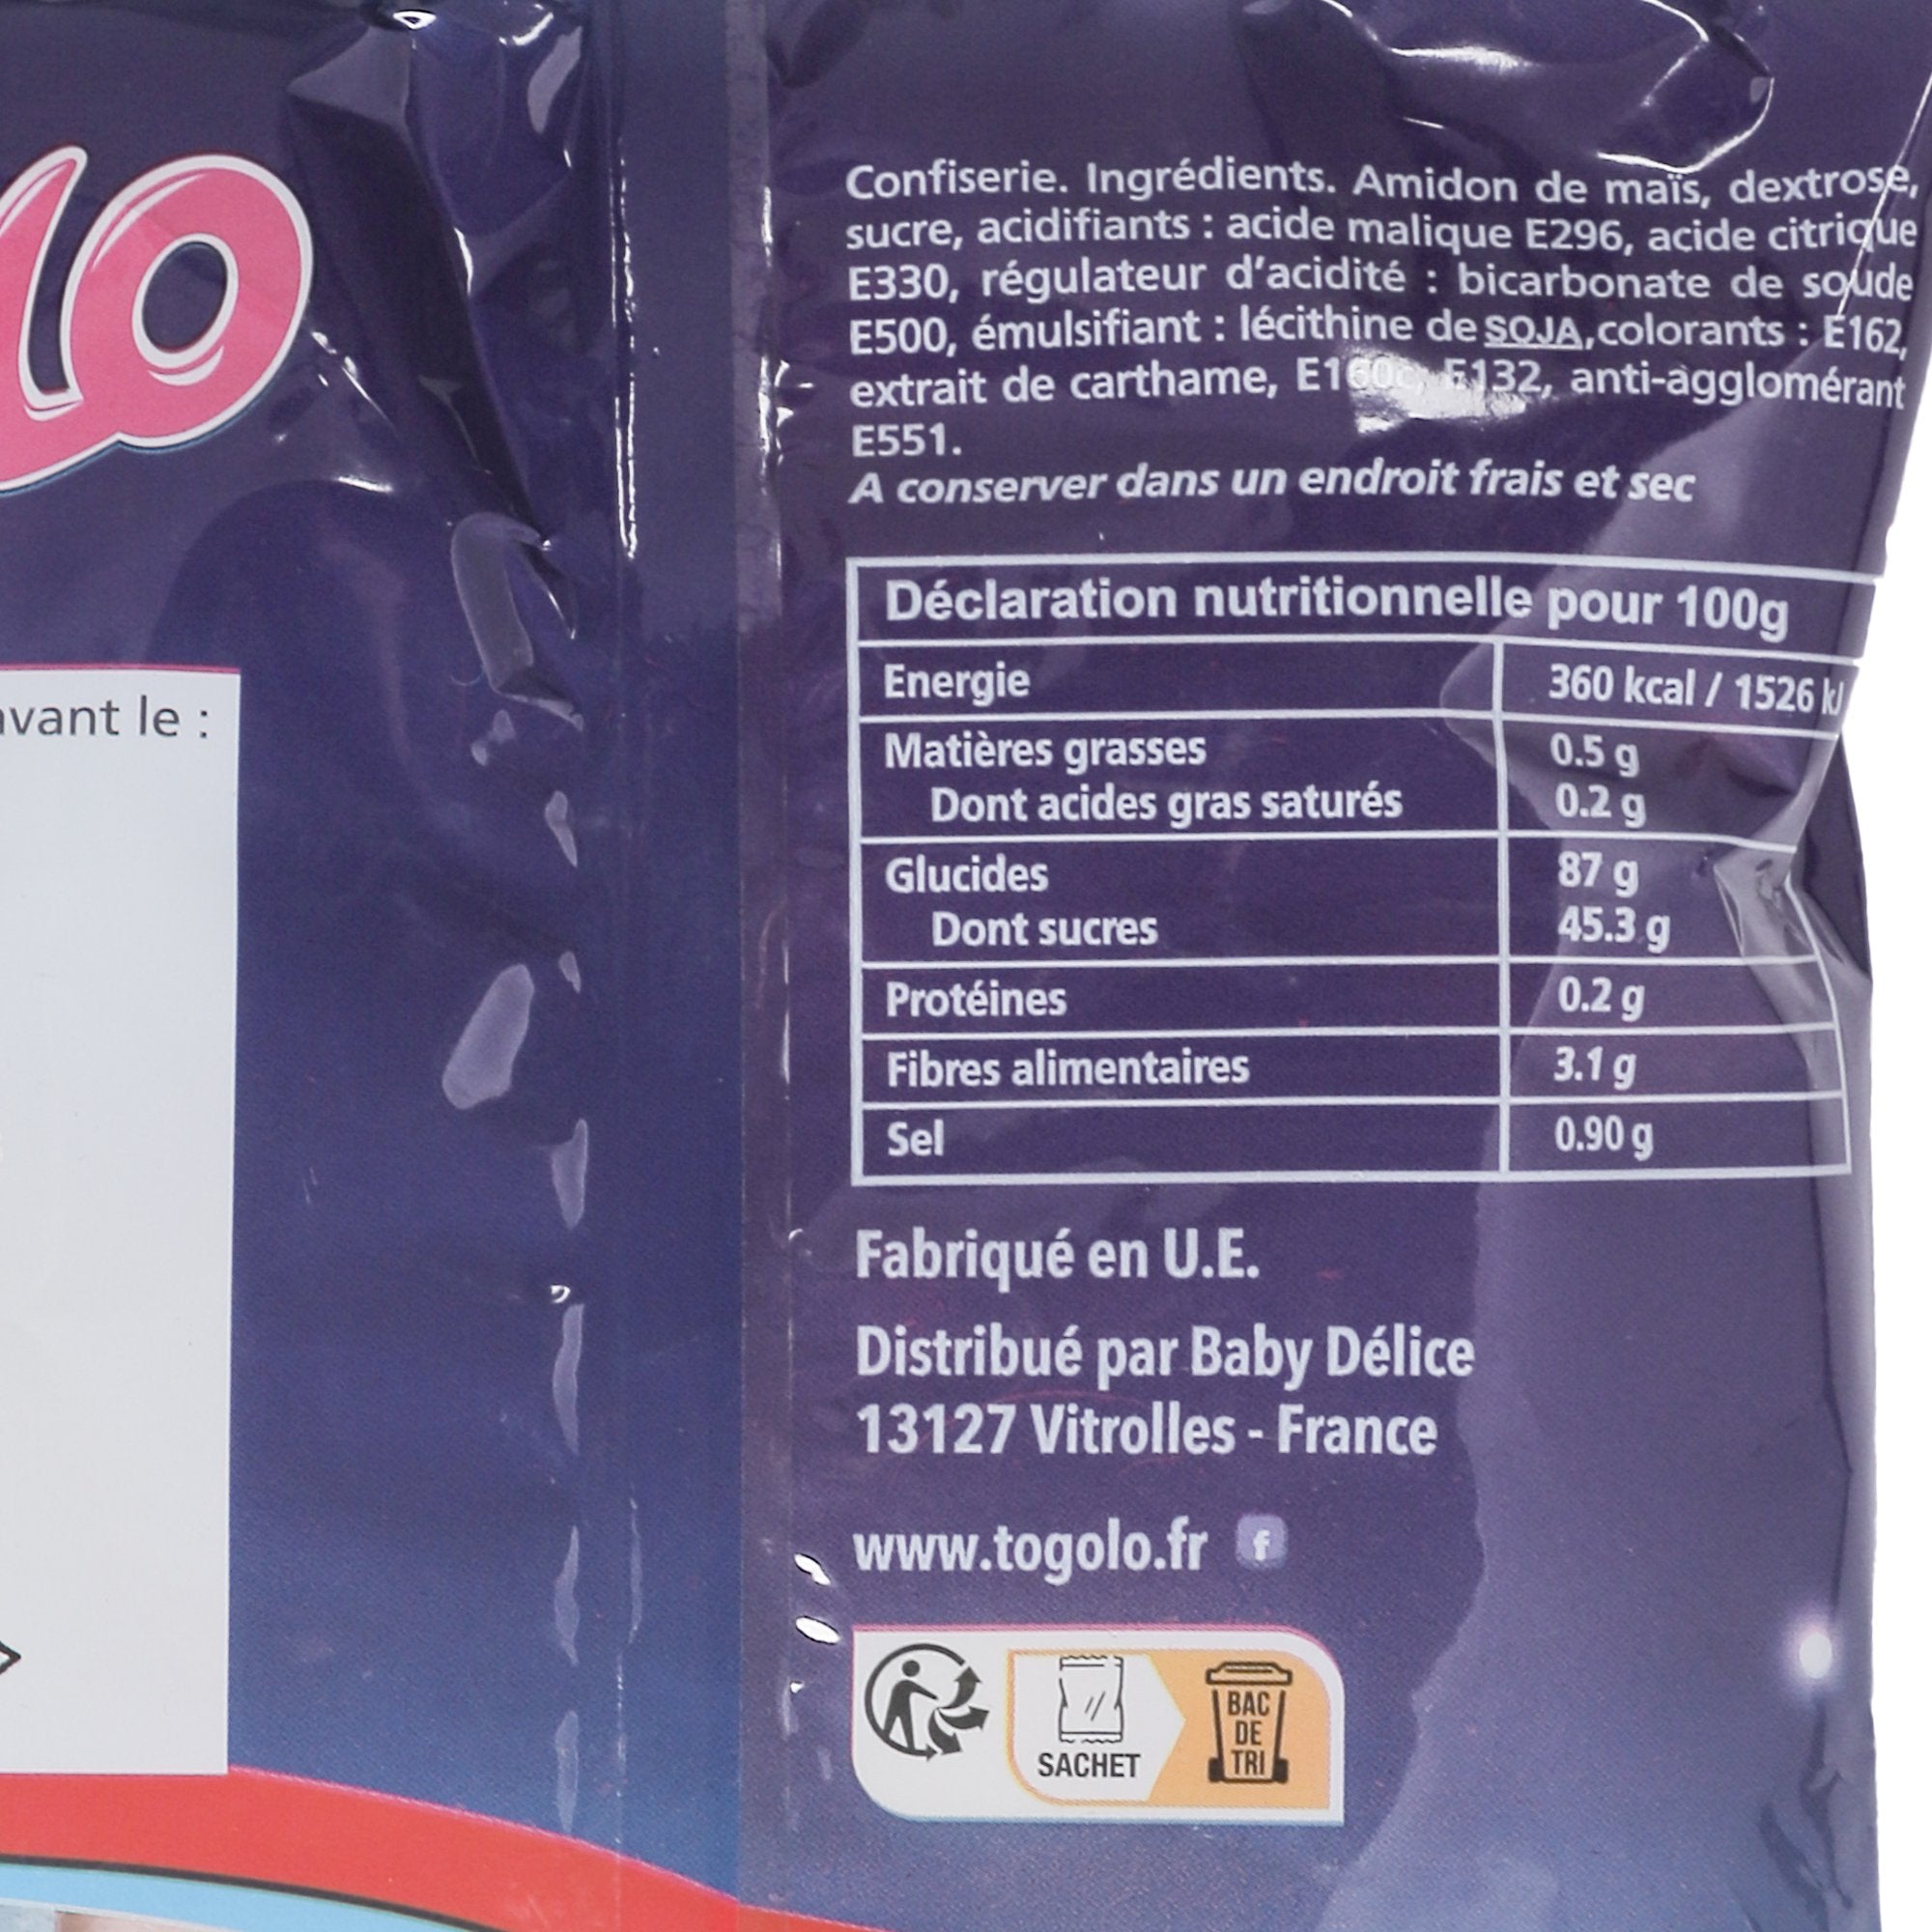 lo
avant le :
Confiserie. Ingrédients. Amidon de maïs, dextrose,
sucre, acidifiants : acide malique E296, acide citrique
E330, régulateur d'acidité : bicarbonate de soude
E500, émulsifiant : lécithine de SOJA,colorants : E162,
extrait de carthame, E160c, E132, anti-agglomérant
E551.
A conserver dans un endroit frais et sec
Déclaration nutritionnelle pour 100g
Energie 360 kcal / 1526 kJ
Matières grasses 0.5 g
Dont acides gras saturés 0.2 g
Glucides 87 g
Dont sucres 45.3 g
Protéines 0.2 g
Fibres alimentaires 3.1 g
Sel 0.90 g
Fabriqué en U.E.
Distribué par Baby Délice
13127 Vitrolles - France
www.togolo.fr f
SACHET
BAC
DE
TRI